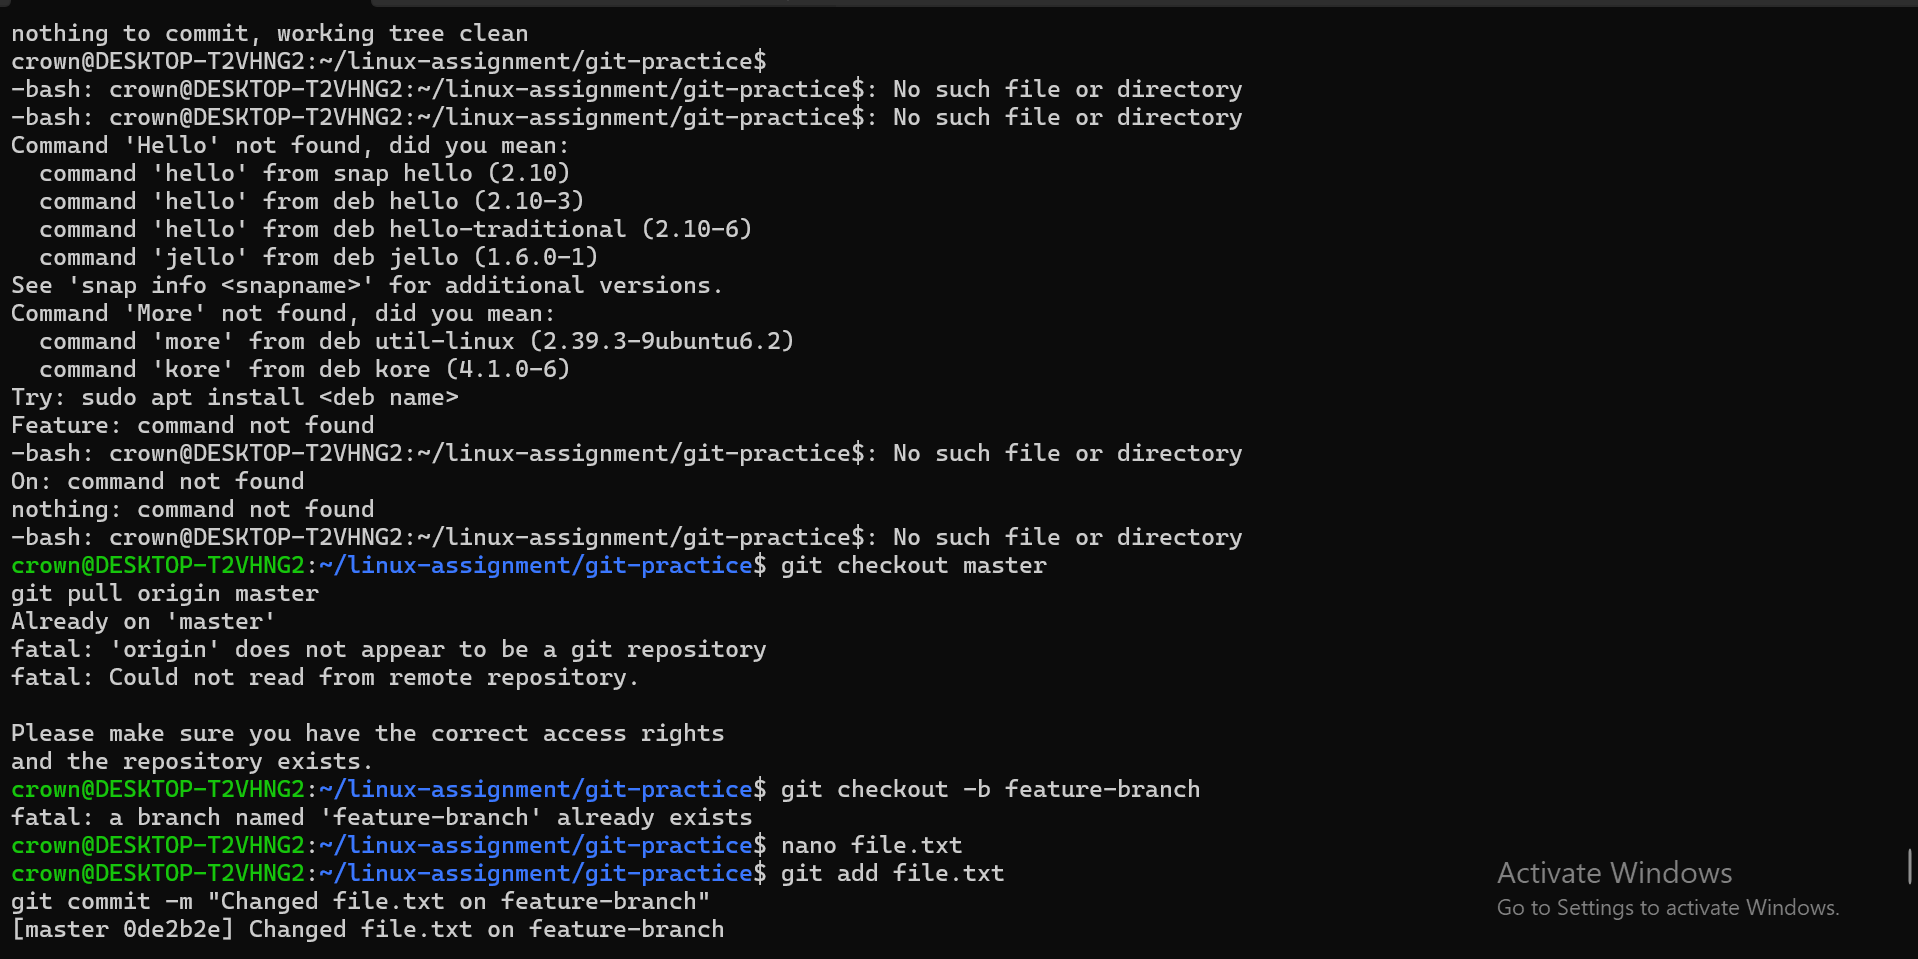 nothing to commit, working tree clean
crown@DESKTOP-T2VHNG2:~/linux-assignment/git-practice$
-bash: crown@DESKTOP-T2VHNG2:~/linux-assignment/git-practice$: No such file or directory
-bash: crown@DESKTOP-T2VHNG2:~/linux-assignment/git-practice$: No such file or directory
Command 'Hello' not found, did you mean:
  command 'hello' from snap hello (2.10)
  command 'hello' from deb hello (2.10-3)
  command 'hello' from deb hello-traditional (2.10-6)
  command 'jello' from deb jello (1.6.0-1)
See 'snap info <snapname>' for additional versions.
Command 'More' not found, did you mean:
  command 'more' from deb util-linux (2.39.3-9ubuntu6.2)
  command 'kore' from deb kore (4.1.0-6)
Try: sudo apt install <deb name>
Feature: command not found
-bash: crown@DESKTOP-T2VHNG2:~/linux-assignment/git-practice$: No such file or directory
On: command not found
nothing: command not found
-bash: crown@DESKTOP-T2VHNG2:~/linux-assignment/git-practice$: No such file or directory
crown@DESKTOP-T2VHNG2:~/linux-assignment/git-practice$ git checkout master
git pull origin master
Already on 'master'
fatal: 'origin' does not appear to be a git repository
fatal: Could not read from remote repository.

Please make sure you have the correct access rights
and the repository exists.
crown@DESKTOP-T2VHNG2:~/linux-assignment/git-practice$ git checkout -b feature-branch
fatal: a branch named 'feature-branch' already exists
crown@DESKTOP-T2VHNG2:~/linux-assignment/git-practice$ nano file.txt
crown@DESKTOP-T2VHNG2:~/linux-assignment/git-practice$ git add file.txt
git commit -m "Changed file.txt on feature-branch"
[master 0de2b2e] Changed file.txt on feature-branch
Activate Windows
Go to Settings to activate Windows.